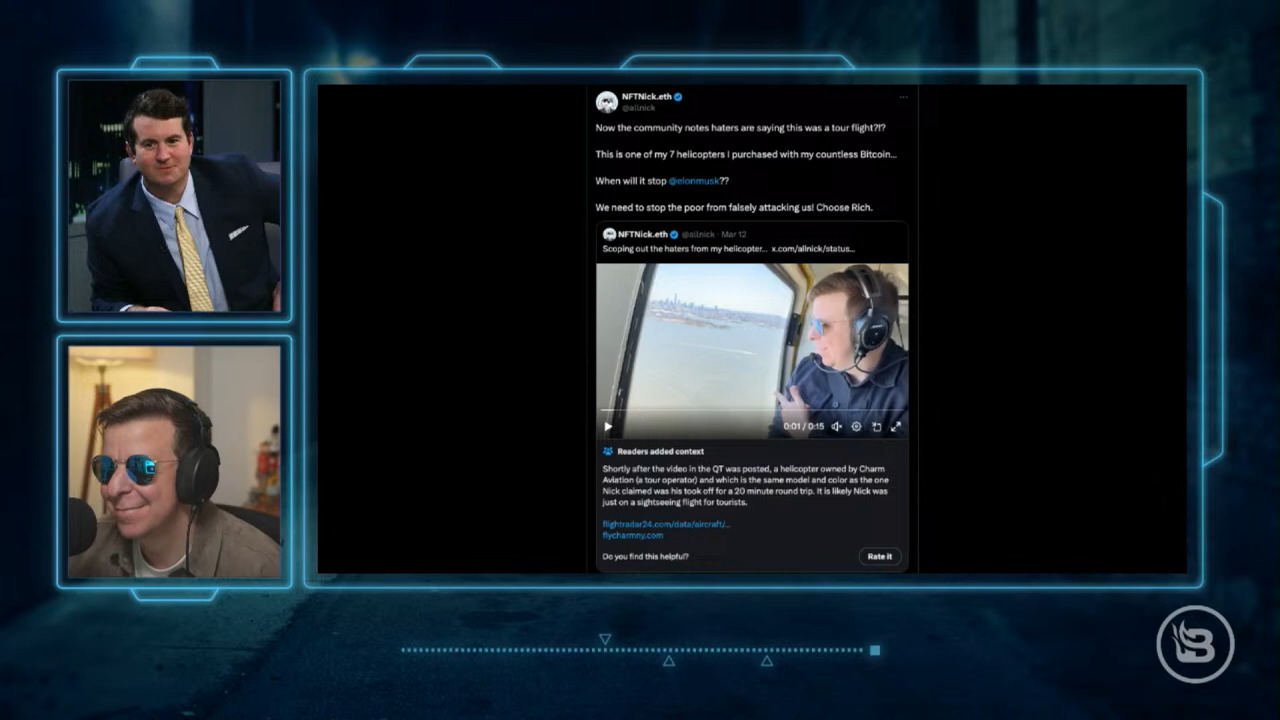 NFTNick.eth
@allnick
Now the community notes haters are saying this was a tour flight?!?
This is one of my 7 helicopters I purchased with my countless Bitcoin...
When will it stop @elonmusk??
We need to stop the poor from falsely attacking us! Choose Rich.
NFTNick.eth @allnick · Mar 12
Scoping out the haters from my helicopter... x.com/allnick/status...
0:01 / 0:15
Readers added context
Shortly after the video in the QT was posted, a helicopter owned by Charm
Aviation (a tour operator) and which is the same model and color as the one
Nick claimed was his took off for a 20 minute round trip. It is likely Nick was
just on a sightseeing flight for tourists.
flightradar24.com/data/aircraft/...
flycharmny.com
Do you find this helpful?
Rate it
B